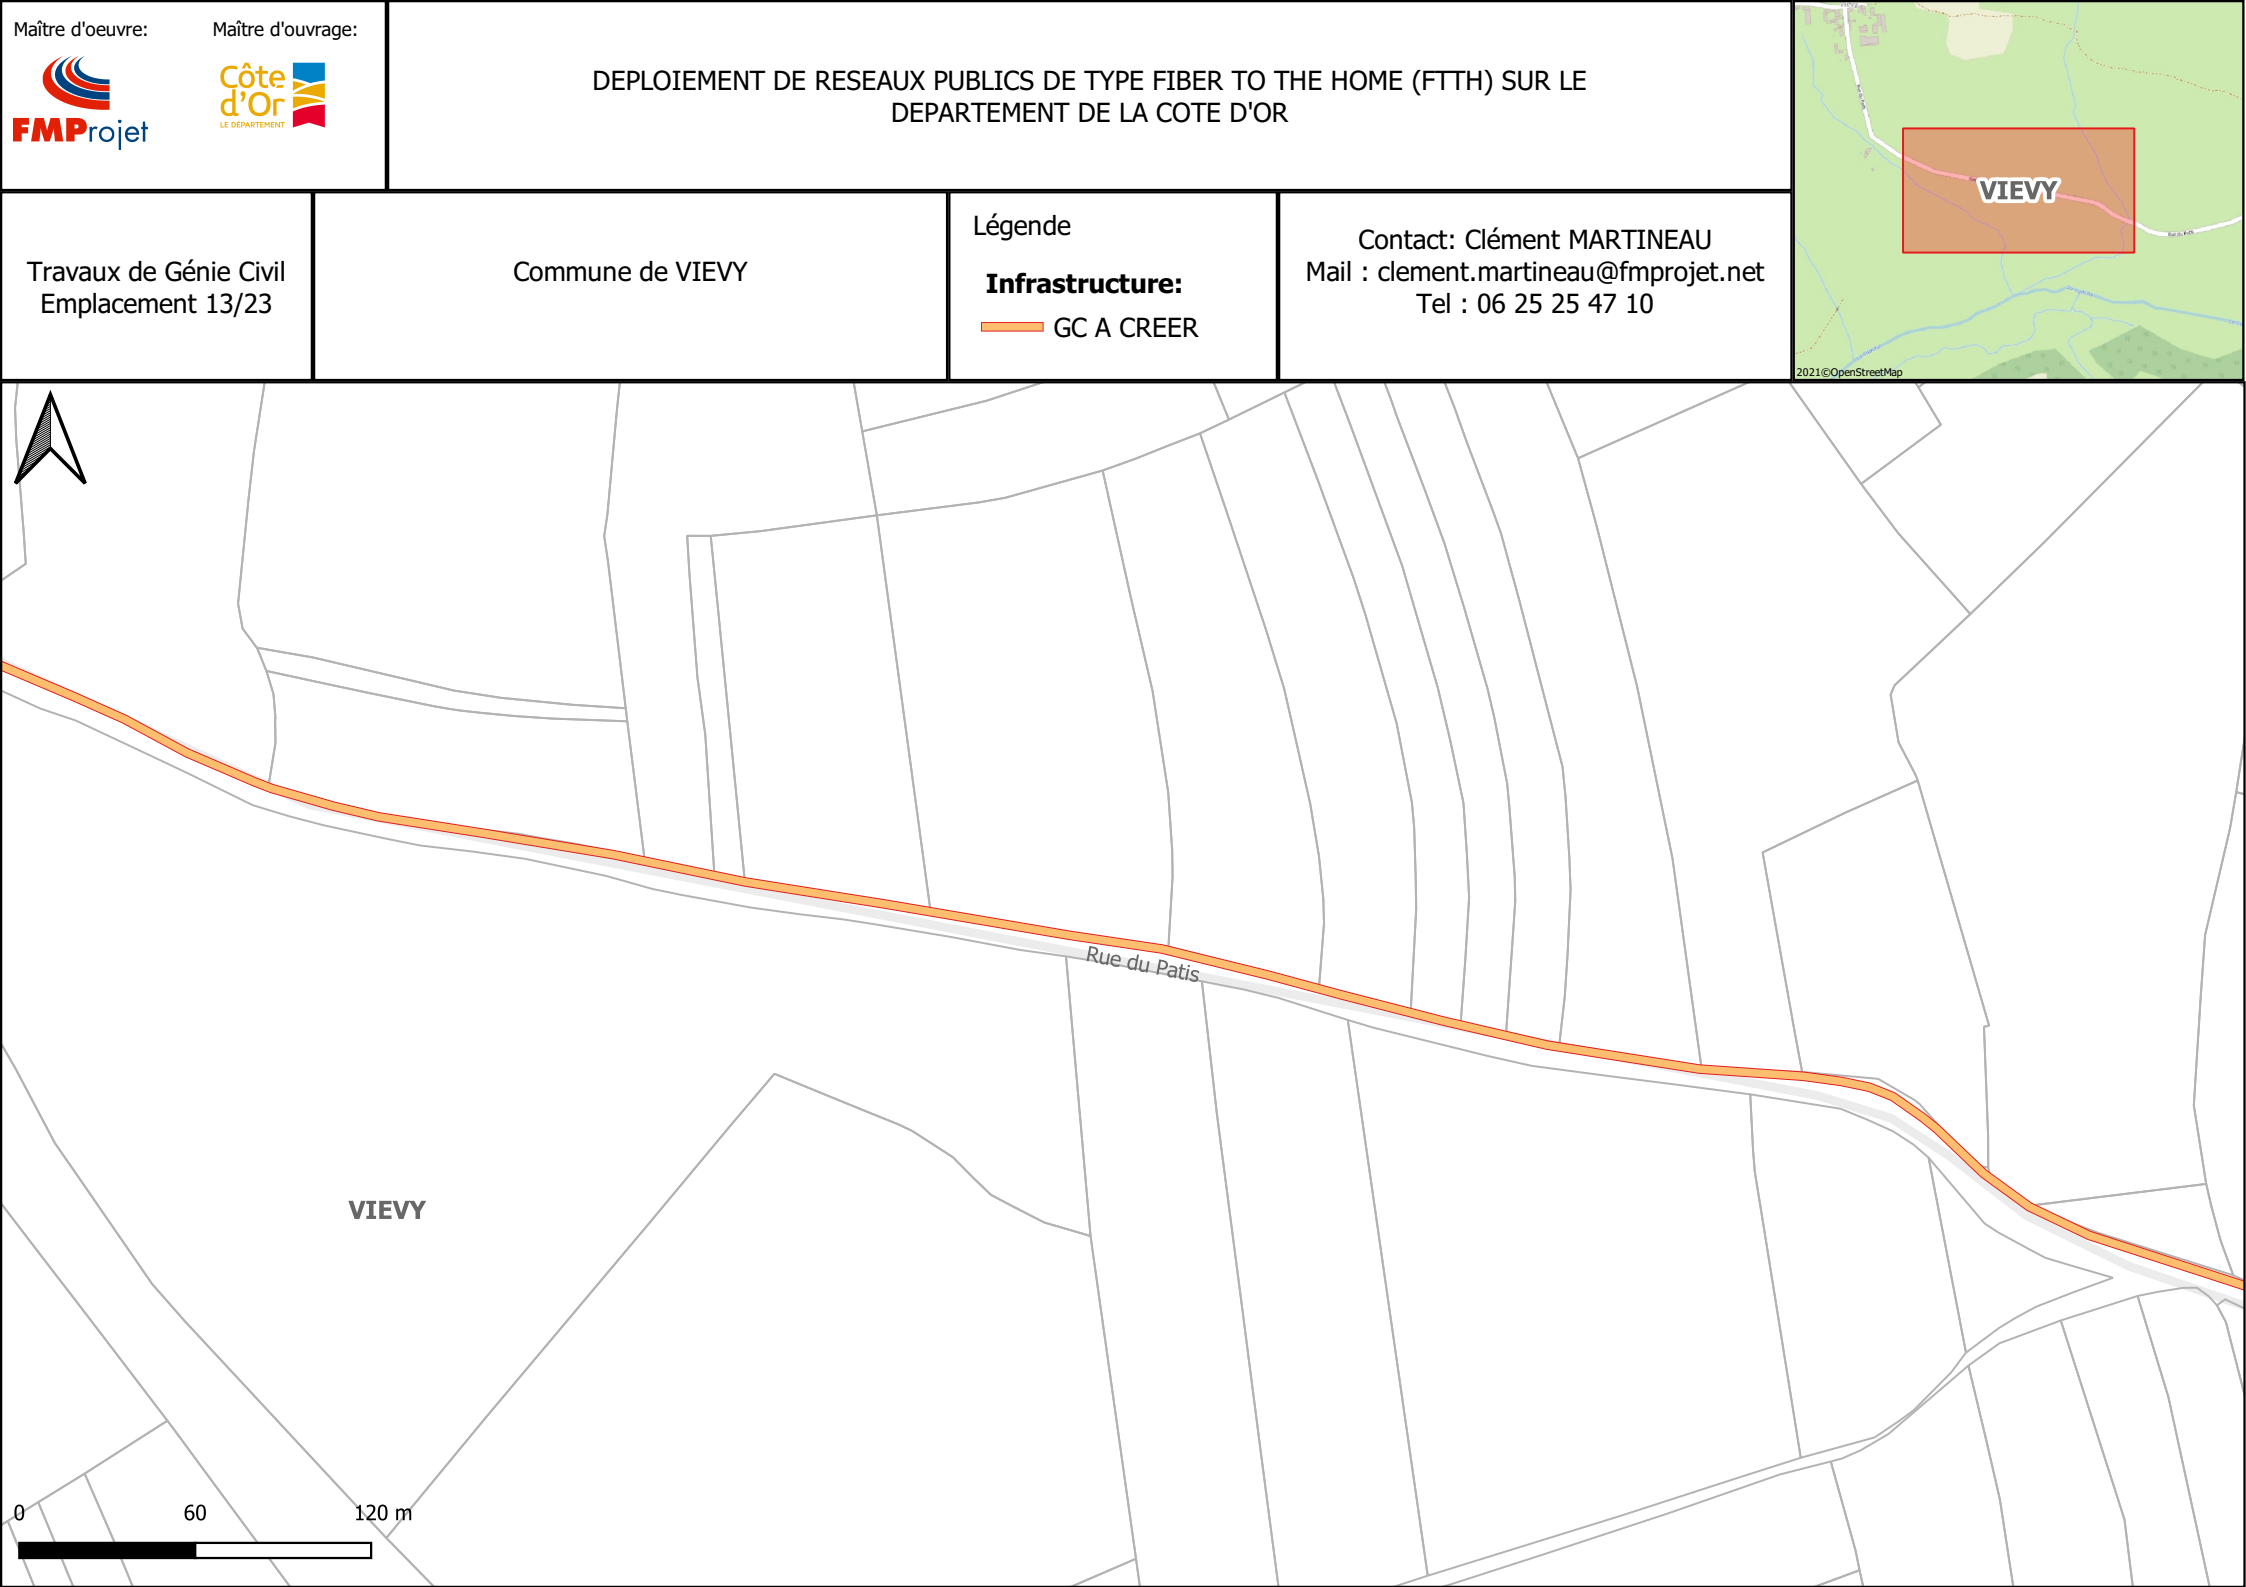 Maître d'oeuvre:
Maître d'ouvrage:
FMProjet
Côte
d'Or
LE DÉPARTEMENT
DEPLOIEMENT DE RESEAUX PUBLICS DE TYPE FIBER TO THE HOME (FTTH) SUR LE
DEPARTEMENT DE LA COTE D'OR
VIEVY
2021©OpenStreetMap
Travaux de Génie Civil
Emplacement 13/23
Commune de VIEVY
Légende
Infrastructure:
GC A CREER
Contact: Clément MARTINEAU
Mail : clement.martineau@fmprojet.net
Tel : 06 25 25 47 10
Rue du Patis
VIEVY
0
60
120 m